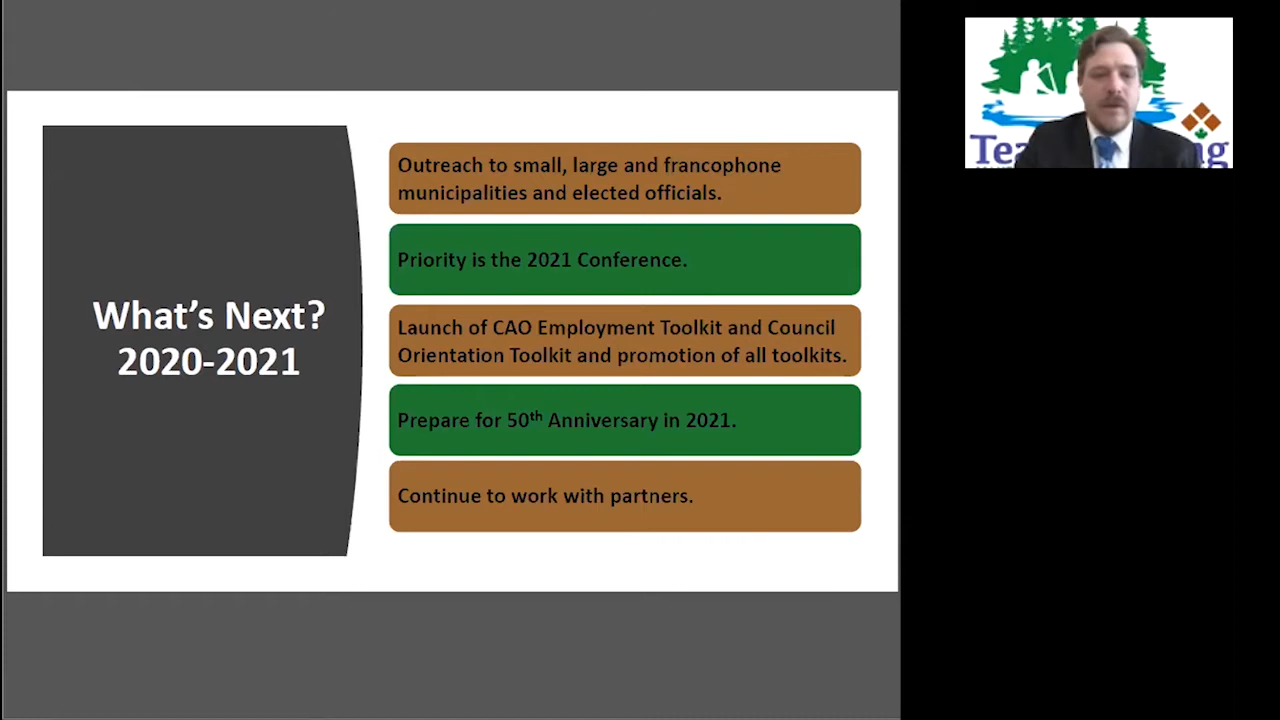 What's Next?
2020-2021
Outreach to small, large and francophone
municipalities and elected officials.
Priority is the 2021 Conference.
Launch of CAO Employment Toolkit and Council
Orientation Toolkit and promotion of all toolkits.
Prepare for 50th Anniversary in 2021.
Continue to work with partners.